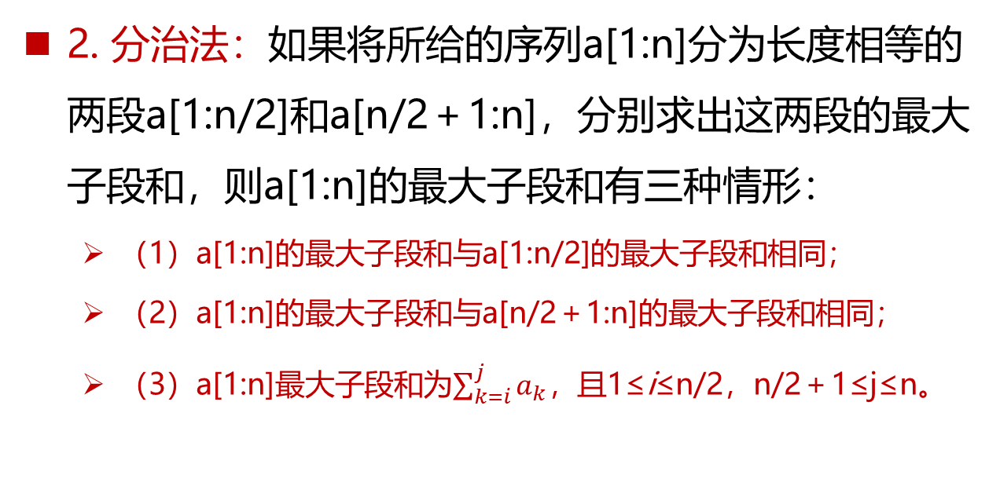 ■ 2. 分治法：如果将所给的序列a[1:n]分为长度相等的
两段a[1:n/2]和a[n/2＋1:n]，分别求出这两段的最大
子段和，则a[1:n]的最大子段和有三种情形：
➢ （1）a[1:n]的最大子段和与a[1:n/2]的最大子段和相同；
➢ （2）a[1:n]的最大子段和与a[n/2＋1:n]的最大子段和相同；
➢ （3）a[1:n]最大子段和为∑_{k=i}^{j} a_k，且1≤i≤n/2，n/2＋1≤j≤n。